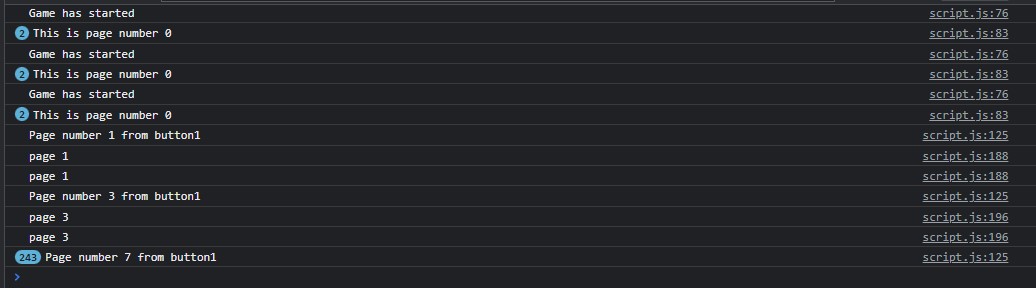 Game has started script.js:76
2 This is page number 0 script.js:83
Game has started script.js:76
2 This is page number 0 script.js:83
Game has started script.js:76
2 This is page number 0 script.js:83
Page number 1 from button1 script.js:125
page 1 script.js:188
page 1 script.js:188
Page number 3 from button1 script.js:125
page 3 script.js:196
page 3 script.js:196
243 Page number 7 from button1 script.js:125
>